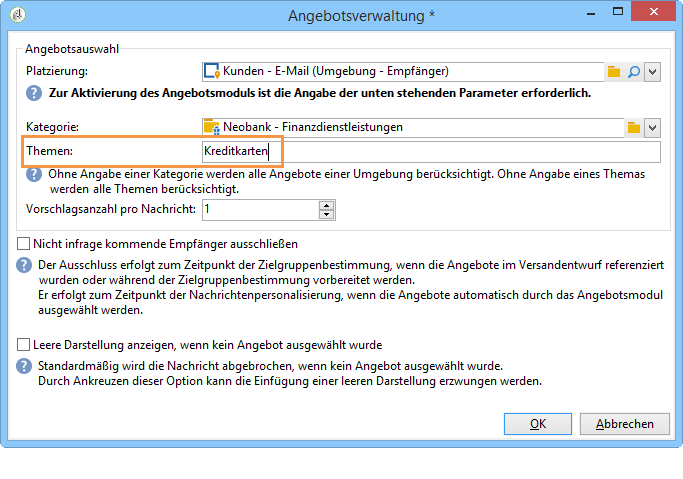 Angebotsverwaltung *
Angebotsauswahl
Platzierung: Kunden - E-Mail (Umgebung - Empfänger)
Zur Aktivierung des Angebotsmoduls ist die Angabe der unten stehenden Parameter erforderlich.
Kategorie: Neobank - Finanzdienstleistungen
Themen: Kreditkarten
Ohne Angabe einer Kategorie werden alle Angebote einer Umgebung berücksichtigt. Ohne Angabe eines Themas
werden alle Themen berücksichtigt.
Vorschlagsanzahl pro Nachricht: 1
Nicht infrage kommende Empfänger ausschließen
Der Ausschluss erfolgt zum Zeitpunkt der Zielgruppenbestimmung, wenn die Angebote im Versandentwurf referenziert
wurden oder während der Zielgruppenbestimmung vorbereitet werden.
Er erfolgt zum Zeitpunkt der Nachrichtenpersonalisierung, wenn die Angebote automatisch durch das Angebotsmodul
ausgewählt werden.
Leere Darstellung anzeigen, wenn kein Angebot ausgewählt wurde
Standardmäßig wird die Nachricht abgebrochen, wenn kein Angebot ausgewählt wurde.
Durch Ankreuzen dieser Option kann die Einfügung einer leeren Darstellung erzwungen werden.
OK Abbrechen